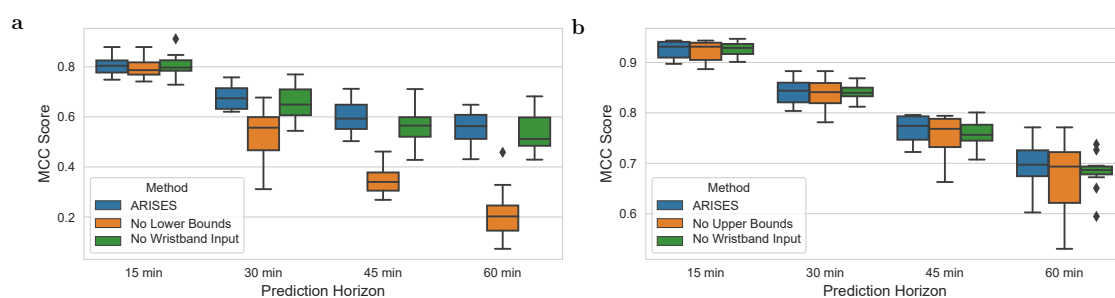 a
MCC Score
0.8
0.6
0.4
0.2
Method
ARISES
No Lower Bounds
No Wristband Input
15 min 30 min 45 min 60 min
Prediction Horizon
b
MCC Score
0.9
0.8
0.7
0.6
Method
ARISES
No Upper Bounds
No Wristband Input
15 min 30 min 45 min 60 min
Prediction Horizon